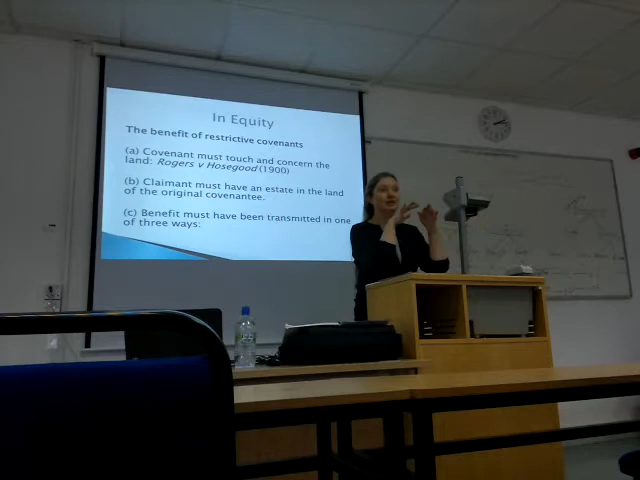 In Equity
The benefit of restrictive covenants
(a) Covenant must touch and concern the
land: Rogers v Hosegood (1900)
(b) Claimant must have an estate in the land
of the original covenantee.
(c) Benefit must have been transmitted in one
of three ways: